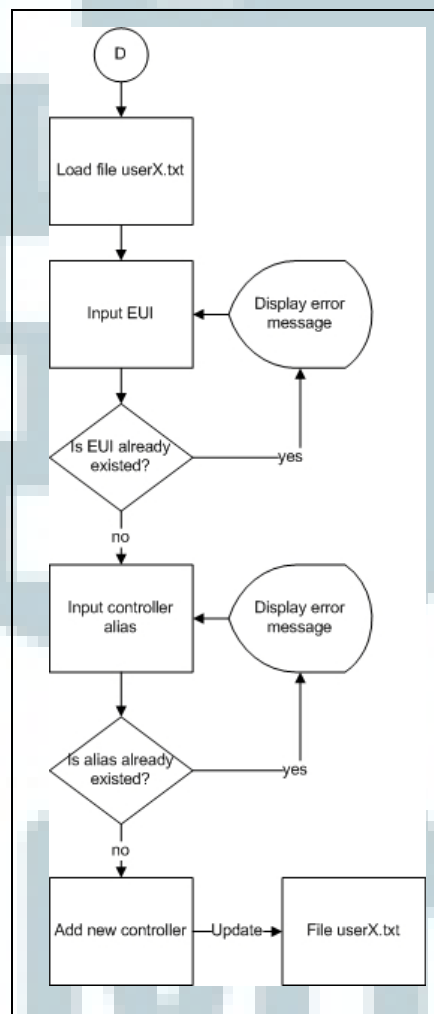 D
Load file userX.txt
Input EUI
Display error
message
Is EUI already
existed?
yes
no
Input controller
alias
Display error
message
Is alias already
existed?
yes
no
Add new controller
Update
File userX.txt